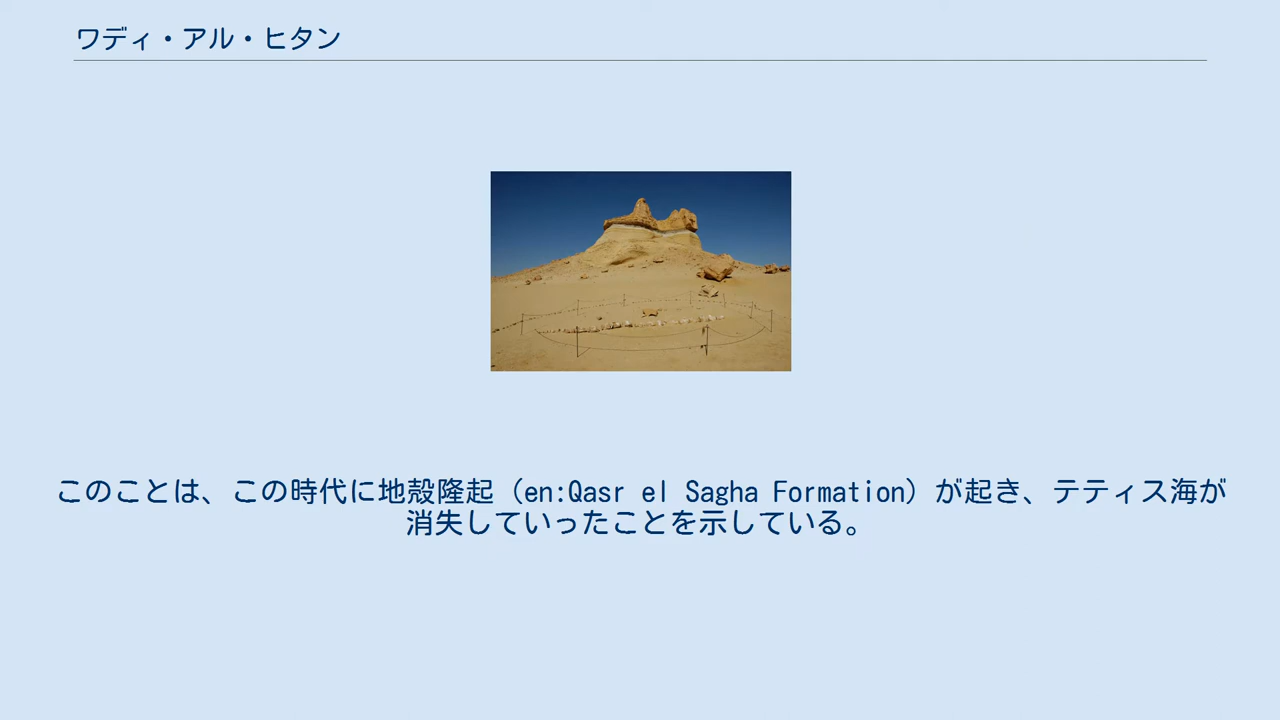 ワディ・アル・ヒタン
このことは、この時代に地殻隆起（en:Qasr el Sagha Formation）が起き、テティス海が
消失していったことを示している。